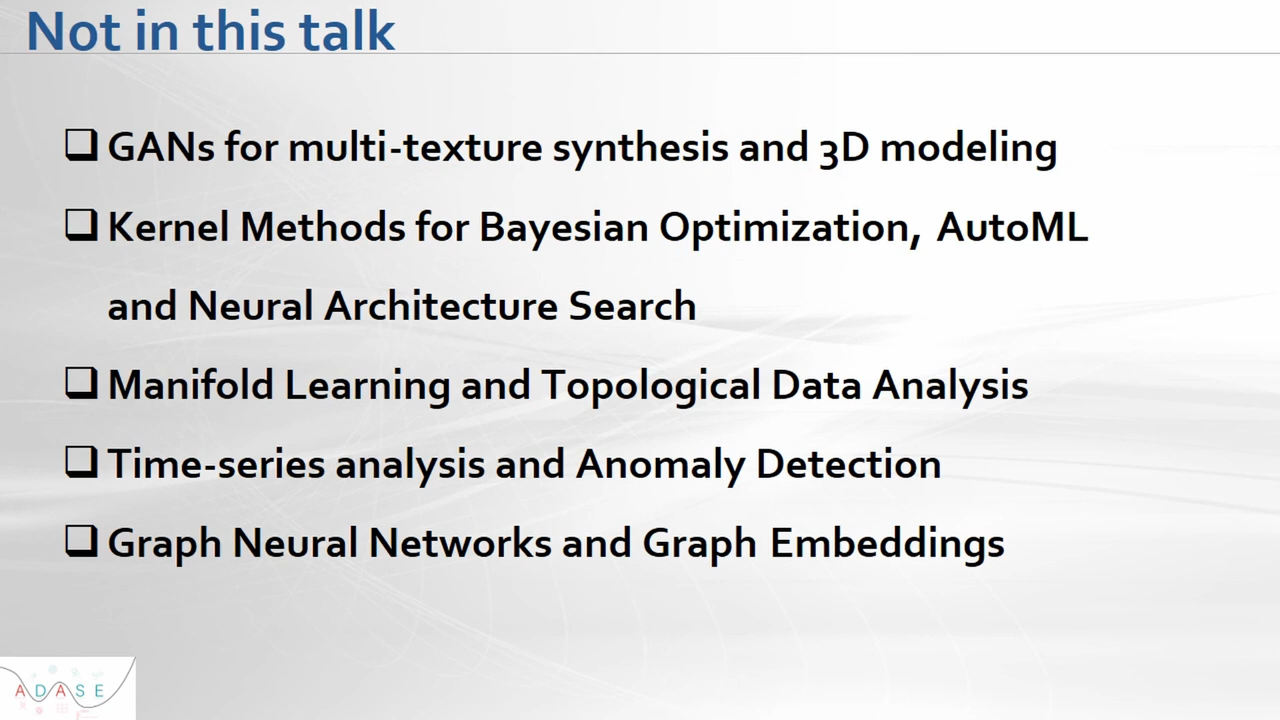 Not in this talk
GANs for multi-texture synthesis and 3D modeling
Kernel Methods for Bayesian Optimization, AutoML
and Neural Architecture Search
Manifold Learning and Topological Data Analysis
Time-series analysis and Anomaly Detection
Graph Neural Networks and Graph Embeddings
ADASE